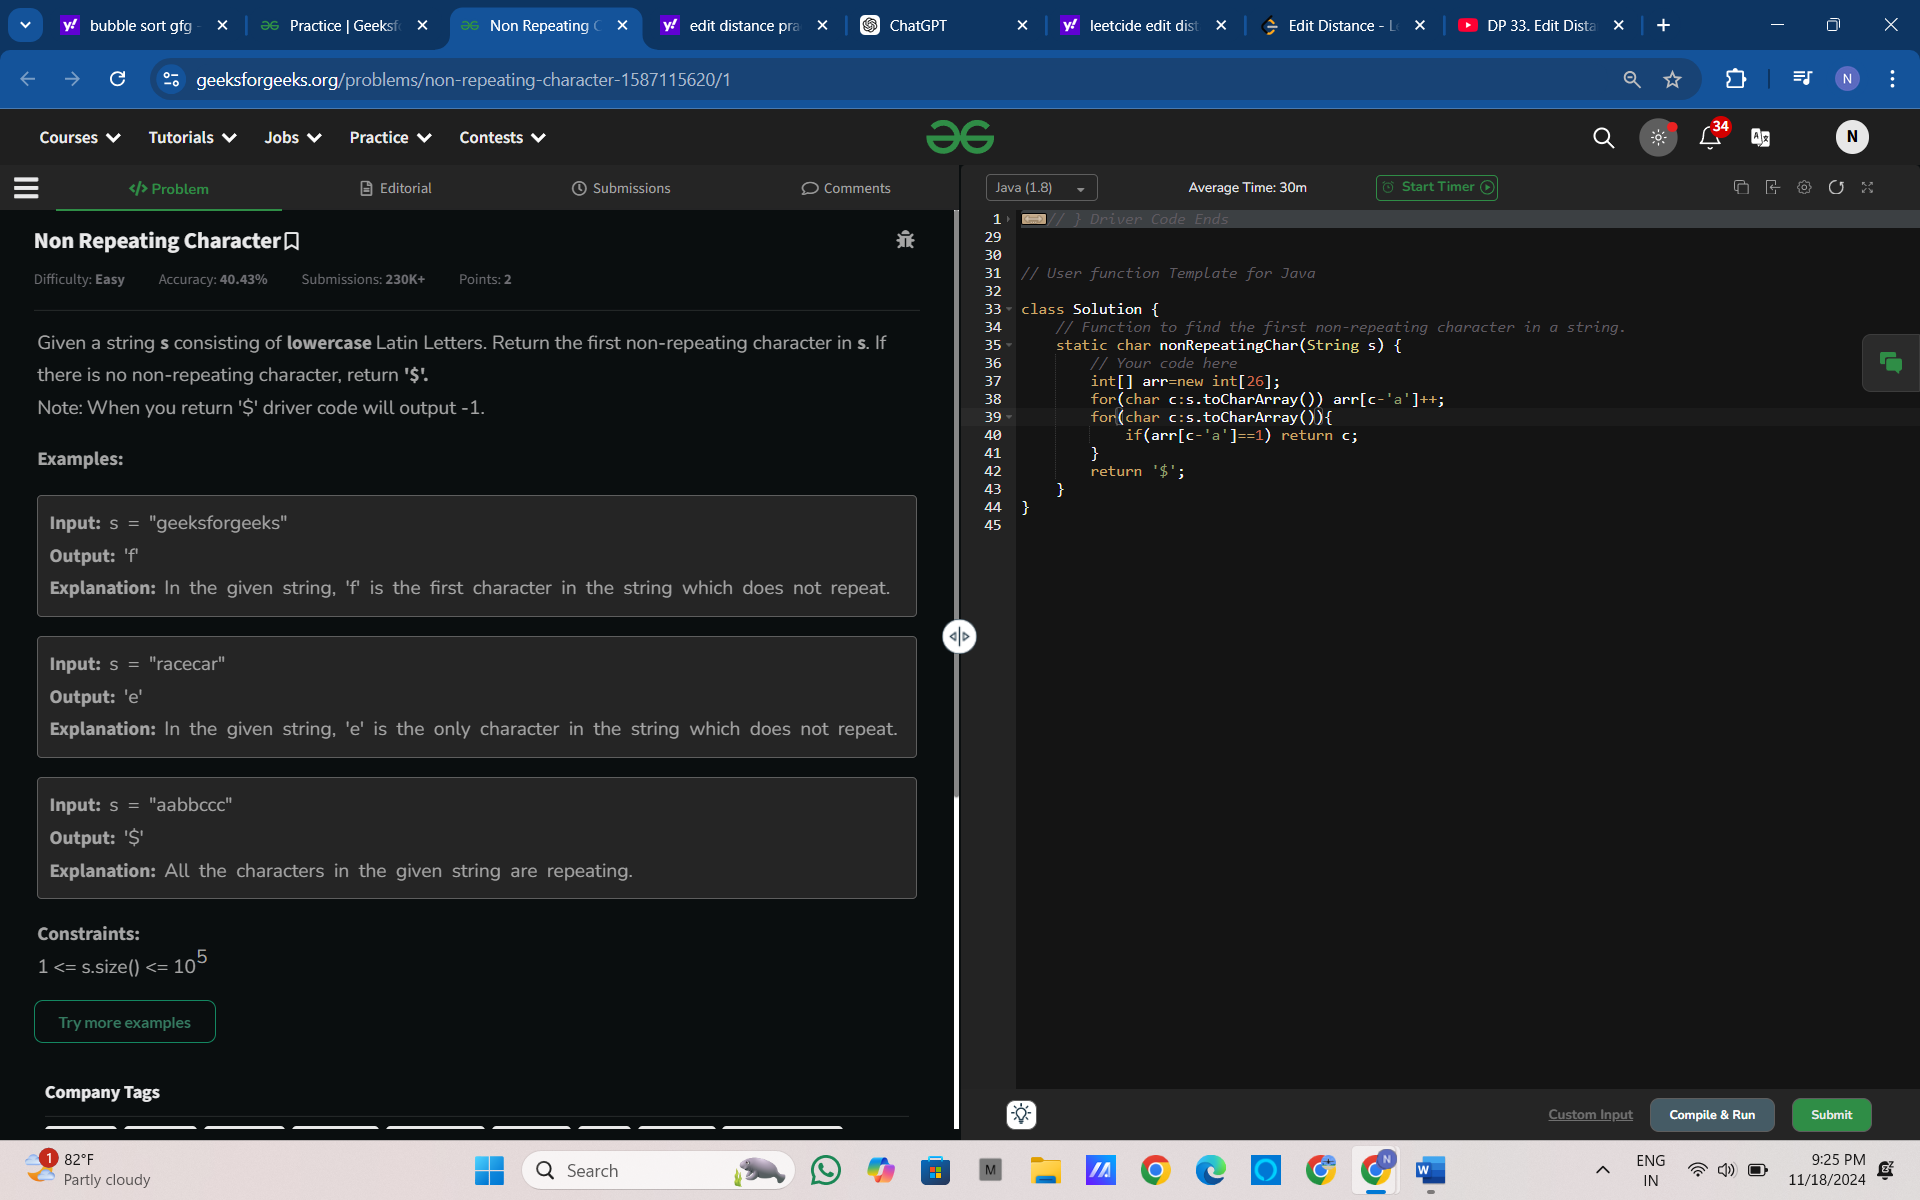 bubble sort gfg -
Practice | Geeksf
Non Repeating C
edit distance pra
ChatGPT
leetcide edit dist
Edit Distance - L
DP 33. Edit Dista
geeksforgeeks.org/problems/non-repeating-character-1587115620/1
N
Courses
Tutorials
Jobs
Practice
Contests
34
N
</> Problem
Editorial
Submissions
Comments
Java (1.8)
Average Time: 30m
Start Timer
Non Repeating Character
Difficulty: Easy
Accuracy: 40.43%
Submissions: 230K+
Points: 2
Given a string s consisting of lowercase Latin Letters. Return the first non-repeating character in s. If
there is no non-repeating character, return '$'.
Note: When you return '$' driver code will output -1.
Examples:
Input: s = "geeksforgeeks"
Output: 'f'
Explanation: In the given string, 'f' is the first character in the string which does not repeat.
Input: s = "racecar"
Output: 'e'
Explanation: In the given string, 'e' is the only character in the string which does not repeat.
Input: s = "aabbccc"
Output: '$'
Explanation: All the characters in the given string are repeating.
Constraints:
1 <= s.size() <= 10^5
Try more examples
Company Tags
1 // } Driver Code Ends
29
30
31 // User function Template for Java
32
33 class Solution {
34 // Function to find the first non-repeating character in a string.
35 static char nonRepeatingChar(String s) {
36 // Your code here
37 int[] arr=new int[26];
38 for(char c:s.toCharArray()) arr[c-'a']++;
39 for(char c:s.toCharArray()){
40 if(arr[c-'a']==1) return c;
41 }
42 return '$';
43 }
44 }
45
Custom Input
Compile & Run
Submit
1
82°F
Partly cloudy
Search
M
N
W
ENG
IN
9:25 PM
11/18/2024